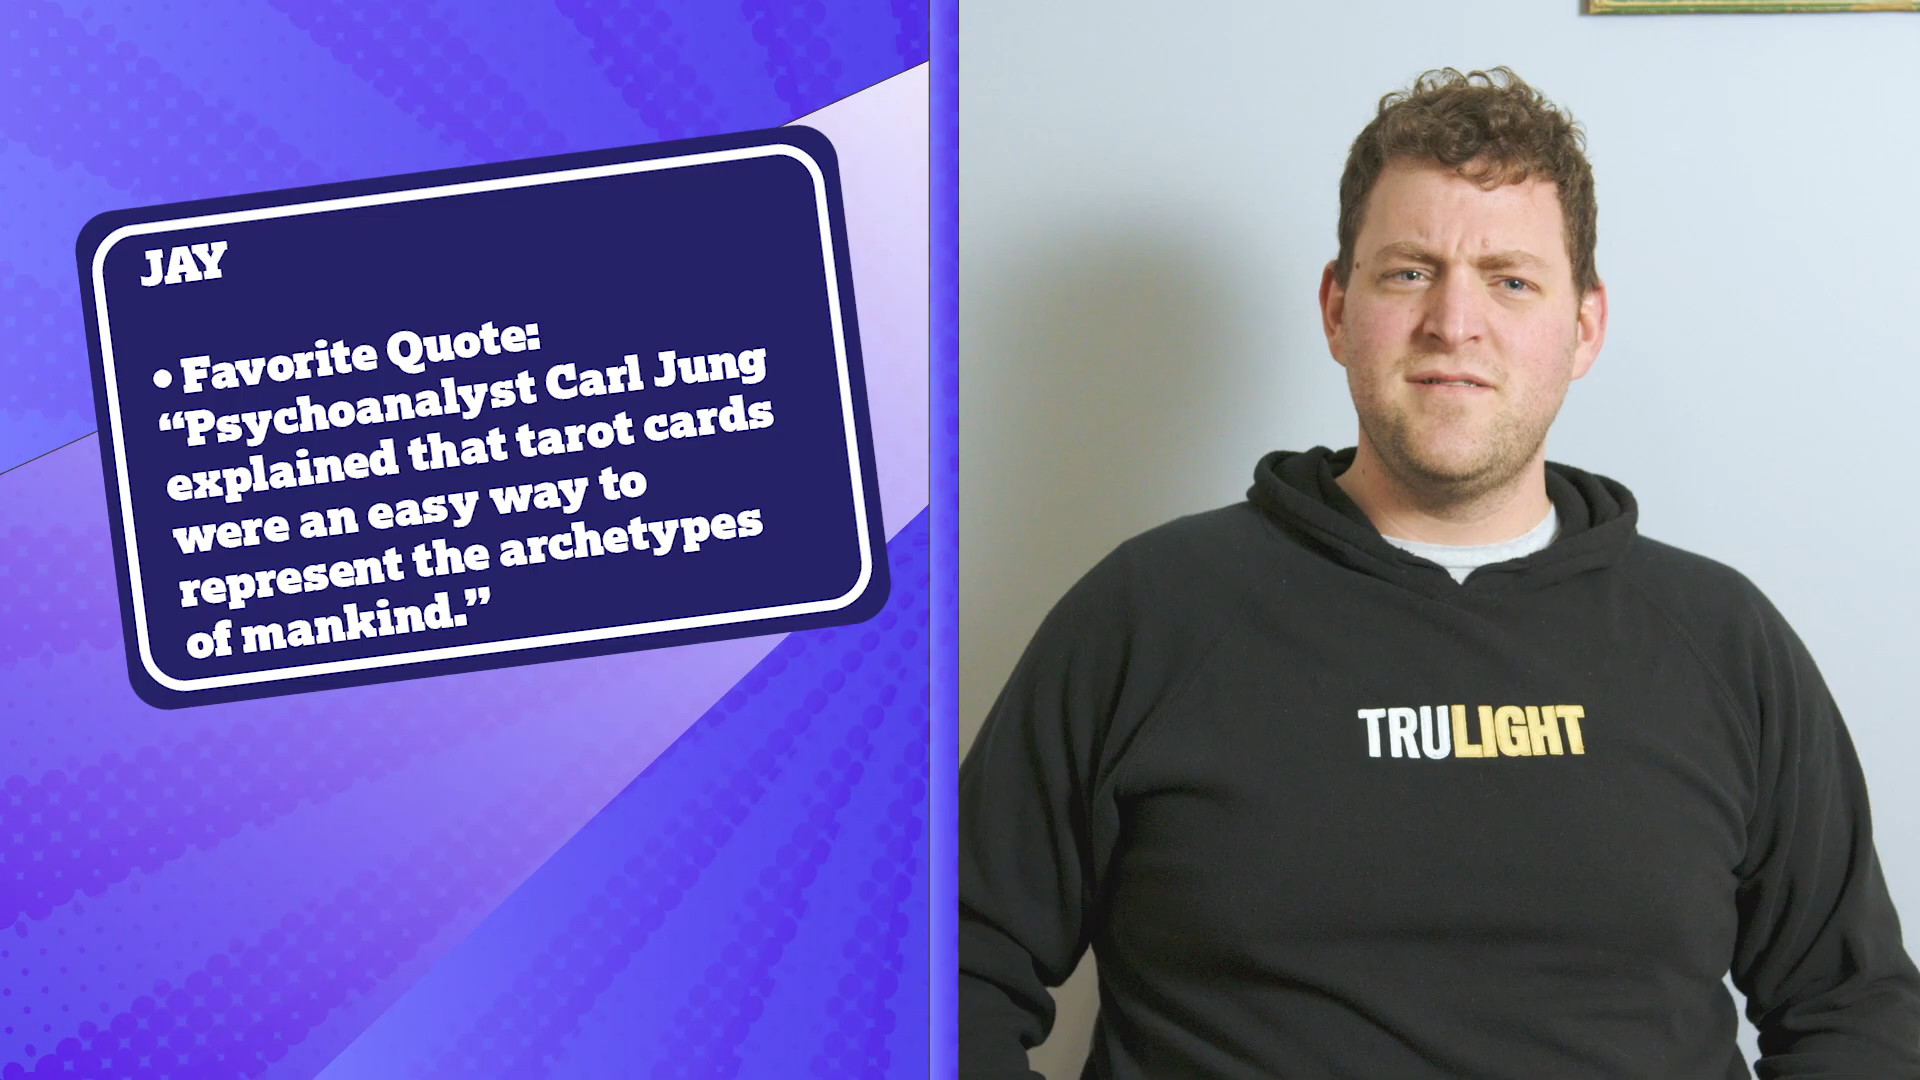 JAY
• Favorite Quote:
“Psychoanalyst Carl Jung
explained that tarot cards
were an easy way to
represent the archetypes
of mankind.”
TRULIGHT